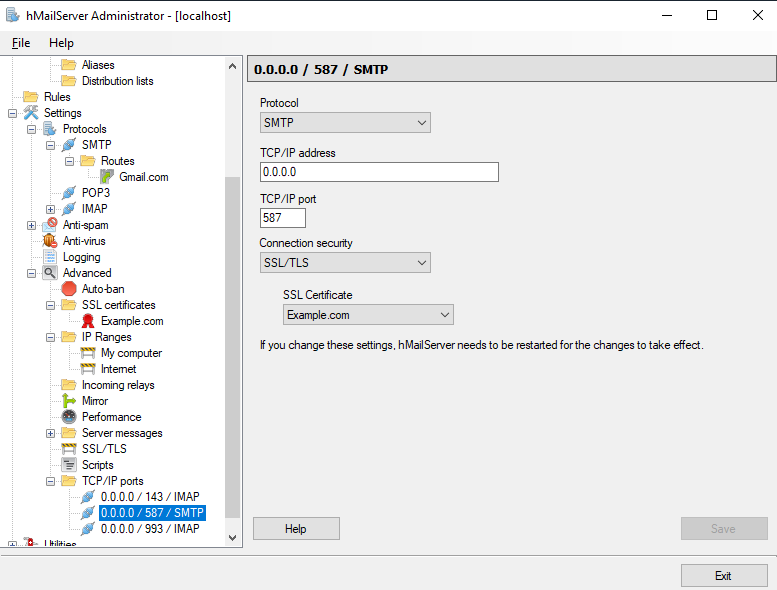 hMailServer Administrator - [localhost]
File Help
Aliases
Distribution lists
Rules
Settings
Protocols
SMTP
Routes
Gmail.com
POP3
IMAP
Anti-spam
Anti-virus
Logging
Advanced
Auto-ban
SSL certificates
Example.com
IP Ranges
My computer
Internet
Incoming relays
Mirror
Performance
Server messages
SSL/TLS
Scripts
TCP/IP ports
0.0.0.0 / 143 / IMAP
0.0.0.0 / 587 / SMTP
0.0.0.0 / 993 / IMAP
Utilities
0.0.0.0 / 587 / SMTP
Protocol
SMTP
TCP/IP address
0.0.0.0
TCP/IP port
587
Connection security
SSL/TLS
SSL Certificate
Example.com
If you change these settings, hMailServer needs to be restarted for the changes to take effect.
Help
Save
Exit